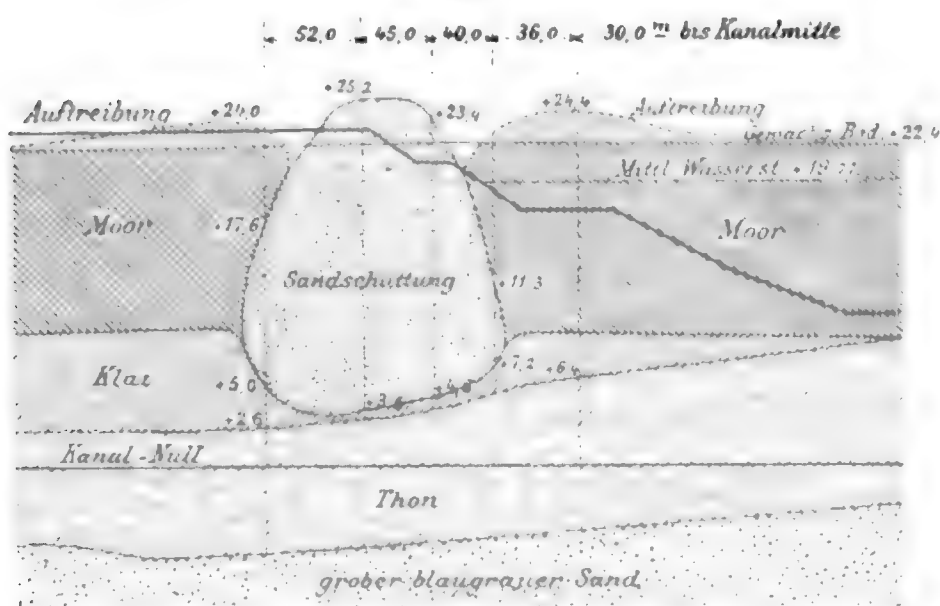 52,0 45,0 40,0 36,0 30,0 m bis Kanalmitte
+25,2
Auftreibung +24,0 +23,4 +24,4 Auftreibung
+22,4
Mittl. Wasserst.
Moor +17,6 Moor
Sandschuttung +11,3
+7,2 +6,4
Klai +5,0
+2,6
Kanal-Null
Thon
grober blaugrauer Sand